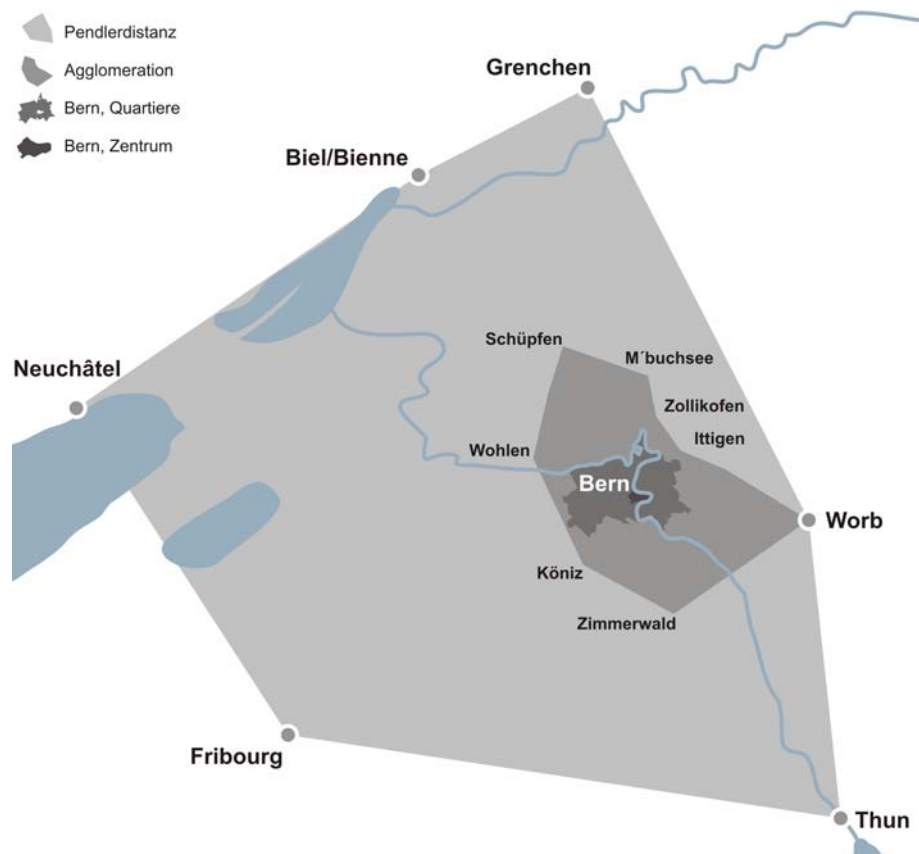 Pendlerdistanz
Agglomeration
Bern, Quartiere
Bern, Zentrum
Grenchen
Biel/Bienne
Schüpfen
M´buchsee
Neuchâtel
Zollikofen
Ittigen
Wohlen
Bern
Worb
Köniz
Zimmerwald
Fribourg
Thun